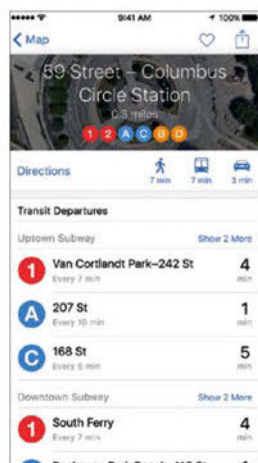 9:41 AM 100%
Map
59 Street – Columbus
Circle Station
0.3 miles
1 2 A C B D
Directions 7 min 7 min 3 min
Transit Departures
Uptown Subway Show 2 More
1 Van Cortlandt Park–242 St 4
Every 7 min min
A 207 St 1
Every 10 min min
C 168 St 5
Every 6 min min
Downtown Subway Show 2 More
1 South Ferry 4
Every 7 min min